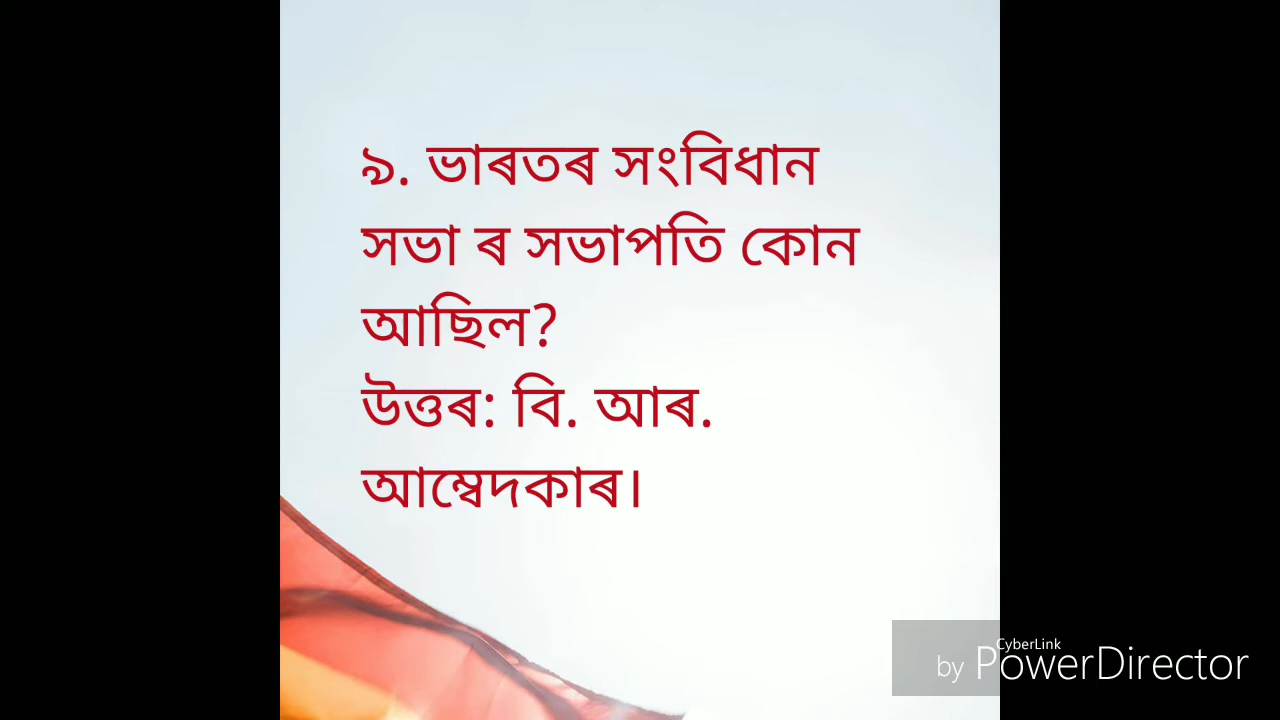 ৯. ভাৰতৰ সংবিধান
সভা ৰ সভাপতি কোন
আছিল?
উত্তৰ: বি. আৰ.
আম্বেদকাৰ।
CyberLink
by PowerDirector